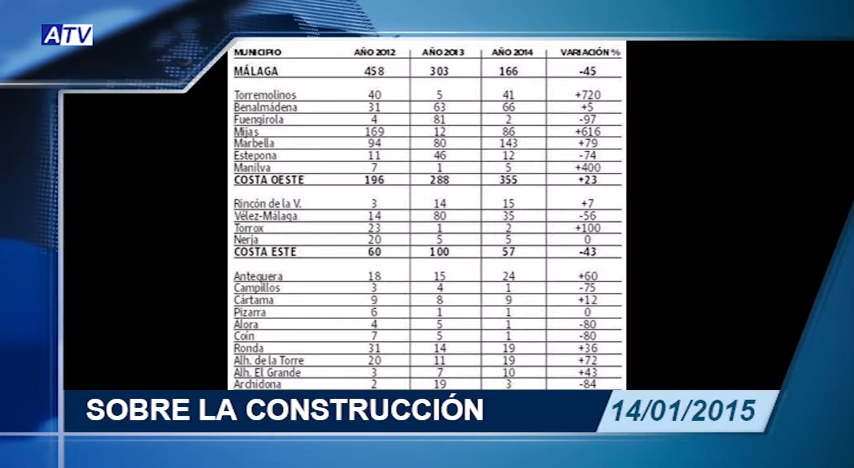 ATV
MUNICIPIO AÑO 2012 AÑO 2013 AÑO 2014 VARIACIÓN %
MÁLAGA 458 303 166 -45
Torremolinos 40 5 41 +720
Benalmádena 31 63 66 +5
Fuengirola 4 81 2 -97
Mijas 169 12 86 +616
Marbella 94 80 143 +79
Estepona 11 46 12 -74
Manilva 7 1 5 +400
COSTA OESTE 196 288 355 +23
Rincón de la V. 3 14 15 +7
Vélez-Málaga 14 80 35 -56
Torrox 23 1 2 +100
Nerja 20 5 5 0
COSTA ESTE 60 100 57 -43
Antequera 18 15 24 +60
Campillos 3 4 1 -75
Cártama 9 8 9 +12
Pizarra 6 1 1 0
Alora 4 5 1 -80
Coín 7 5 1 -80
Ronda 31 14 19 +36
Alh. de la Torre 20 11 19 +72
Alh. El Grande 3 7 10 +43
Archidona 2 19 3 -84
SOBRE LA CONSTRUCCIÓN 14/01/2015